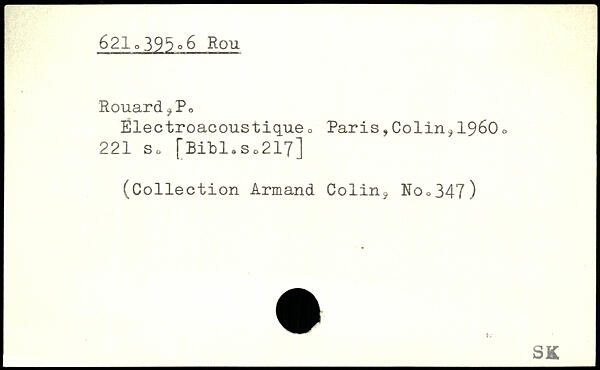 621.395.6 Rou
Rouard,P.
Électroacoustique. Paris,Colin,1960.
221 s. [Bibl.s.217]
(Collection Armand Colin, No.347)
SK